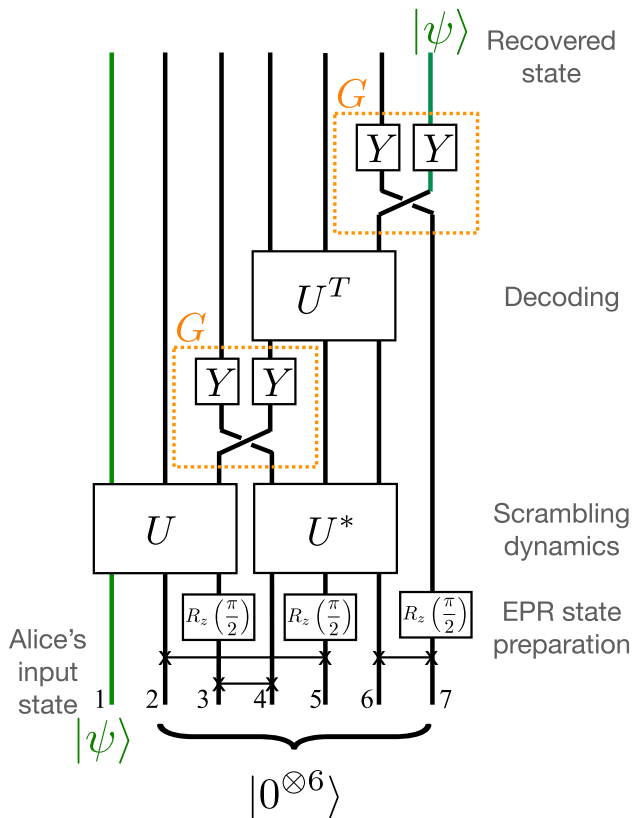 |ψ⟩
Recovered
state
G
Y Y
U^T
Decoding
G
Y Y
U U*
Scrambling
dynamics
R_z(π/2) R_z(π/2) R_z(π/2)
EPR state
preparation
Alice's
input
state
1 2 3 4 5 6 7
|ψ⟩
|0^{⊗6}⟩